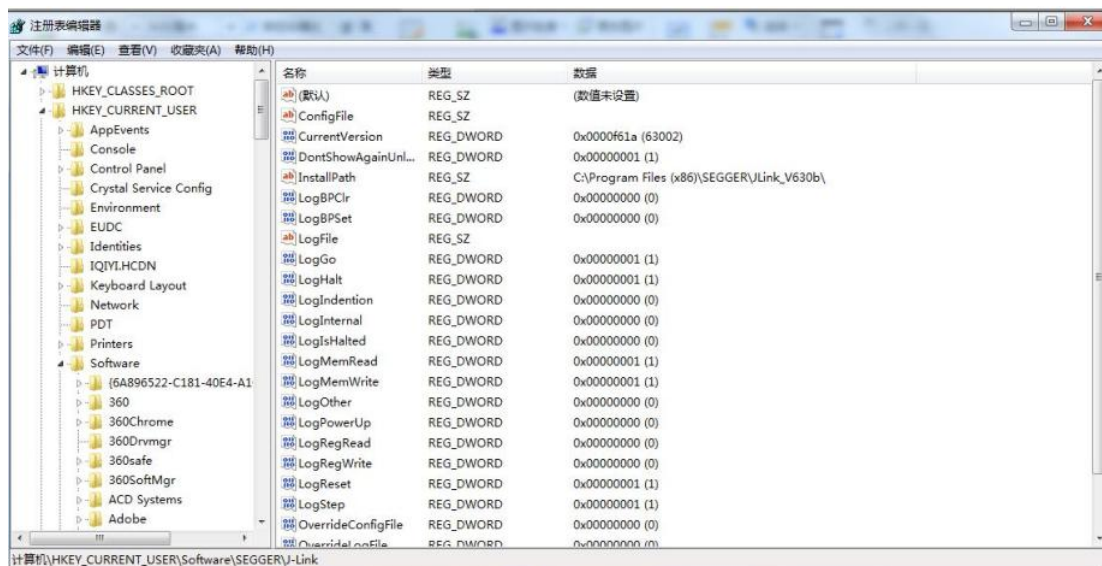 注册表编辑器
文件(F) 编辑(E) 查看(V) 收藏夹(A) 帮助(H)
计算机
HKEY_CLASSES_ROOT
HKEY_CURRENT_USER
AppEvents
Console
Control Panel
Crystal Service Config
Environment
EUDC
Identities
IQIYI.HCDN
Keyboard Layout
Network
PDT
Printers
Software
{6A896522-C181-40E4-A1
360
360Chrome
360Drvmgr
360safe
360SoftMgr
ACD Systems
Adobe
名称 类型 数据
(默认) REG_SZ (数值未设置)
ConfigFile REG_SZ
CurrentVersion REG_DWORD 0x0000f61a (63002)
DontShowAgainUnl... REG_DWORD 0x00000001 (1)
InstallPath REG_SZ C:\Program Files (x86)\SEGGER\JLink_V630b\
LogBPClr REG_DWORD 0x00000000 (0)
LogBPSet REG_DWORD 0x00000000 (0)
LogFile REG_SZ
LogGo REG_DWORD 0x00000001 (1)
LogHalt REG_DWORD 0x00000001 (1)
LogIndention REG_DWORD 0x00000000 (0)
LogInternal REG_DWORD 0x00000000 (0)
LogIsHalted REG_DWORD 0x00000000 (0)
LogMemRead REG_DWORD 0x00000001 (1)
LogMemWrite REG_DWORD 0x00000001 (1)
LogOther REG_DWORD 0x00000000 (0)
LogPowerUp REG_DWORD 0x00000000 (0)
LogRegRead REG_DWORD 0x00000000 (0)
LogRegWrite REG_DWORD 0x00000000 (0)
LogReset REG_DWORD 0x00000001 (1)
LogStep REG_DWORD 0x00000001 (1)
OverrideConfigFile REG_DWORD 0x00000000 (0)
OverrideLogFile REG_DWORD 0x00000000 (0)
计算机\HKEY_CURRENT_USER\Software\SEGGER\J-Link